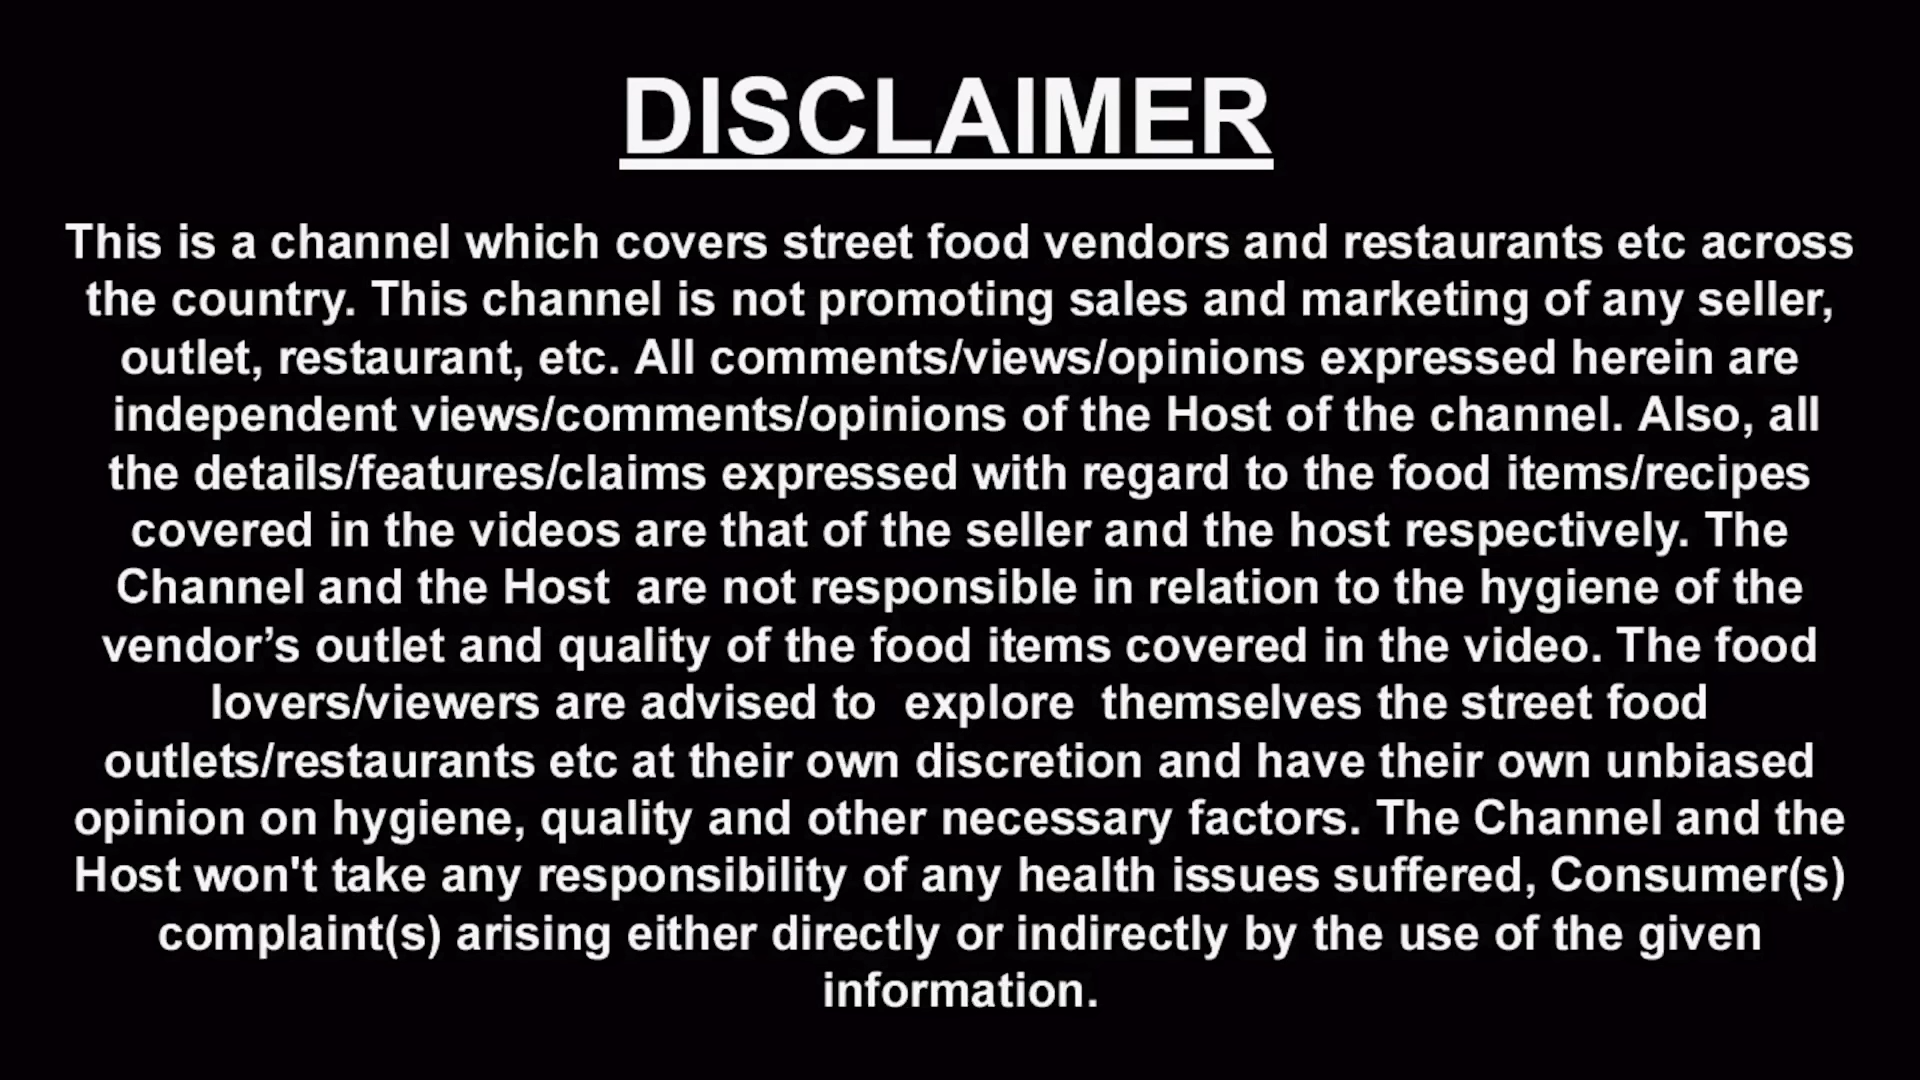 DISCLAIMER
This is a channel which covers street food vendors and restaurants etc across
the country. This channel is not promoting sales and marketing of any seller,
outlet, restaurant, etc. All comments/views/opinions expressed herein are
independent views/comments/opinions of the Host of the channel. Also, all
the details/features/claims expressed with regard to the food items/recipes
covered in the videos are that of the seller and the host respectively. The
Channel and the Host  are not responsible in relation to the hygiene of the
vendor’s outlet and quality of the food items covered in the video. The food
lovers/viewers are advised to  explore  themselves the street food
outlets/restaurants etc at their own discretion and have their own unbiased
opinion on hygiene, quality and other necessary factors. The Channel and the
Host won't take any responsibility of any health issues suffered, Consumer(s)
complaint(s) arising either directly or indirectly by the use of the given
information.